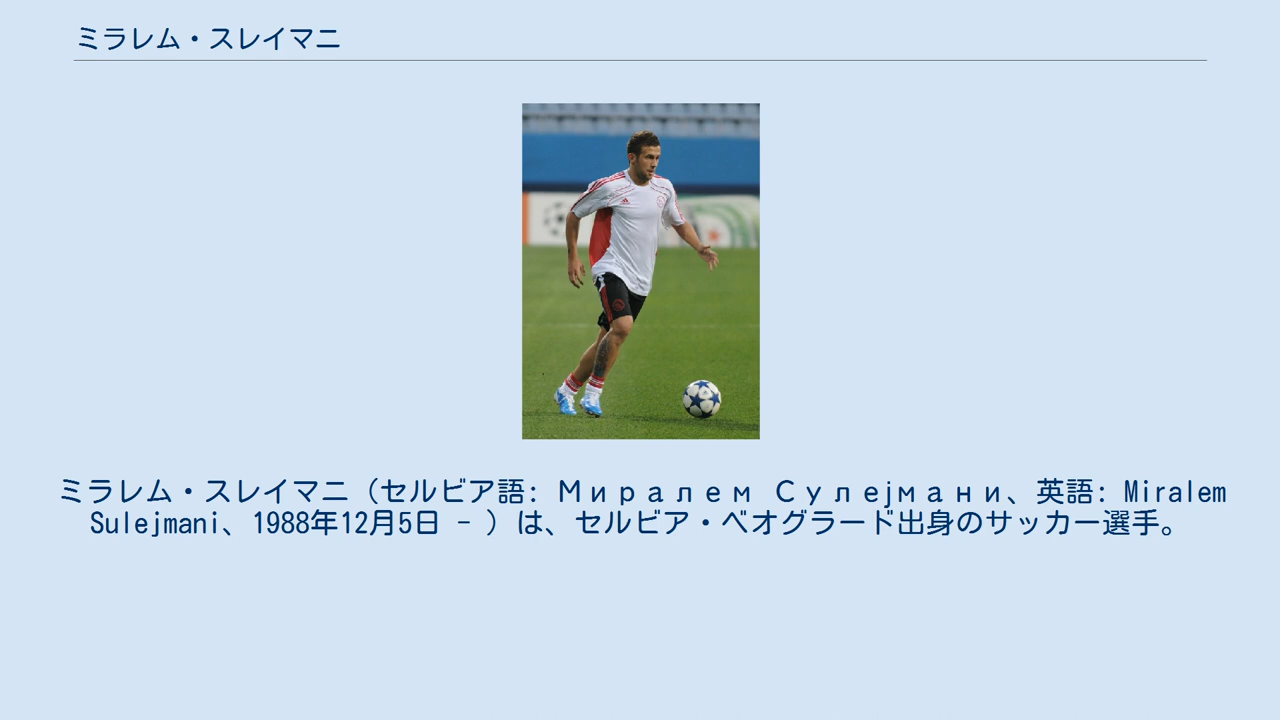 ミラレム・スレイマニ
ミラレム・スレイマニ（セルビア語: Миралем Сулеjмани、英語: Miralem
Sulejmani、1988年12月5日 - ）は、セルビア・ベオグラード出身のサッカー選手。